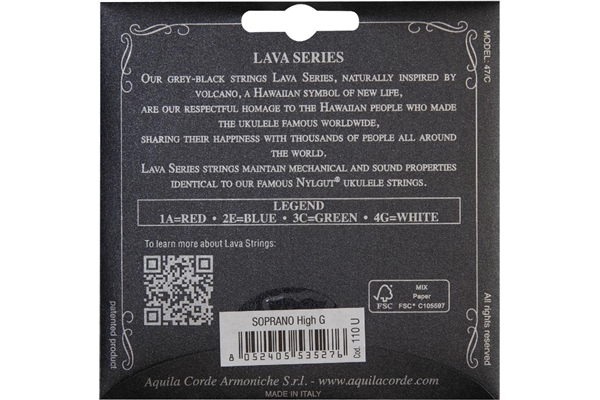 LAVA SERIES
OUR GREY-BLACK STRINGS LAVA SERIES, NATURALLY INSPIRED BY
VOLCANO, A HAWAIIAN SYMBOL OF NEW LIFE,
ARE OUR RESPECTFUL HOMAGE TO THE HAWAIIAN PEOPLE WHO MADE
THE UKULELE FAMOUS WORLDWIDE,
SHARING THEIR HAPPINESS WITH THOUSANDS OF PEOPLE ALL AROUND
THE WORLD.
LAVA SERIES STRINGS MAINTAIN MECHANICAL AND SOUND PROPERTIES
IDENTICAL TO OUR FAMOUS NYLGUT® UKULELE STRINGS.
LEGEND
1A=RED • 2E=BLUE • 3C=GREEN • 4G=WHITE
To learn more about Lava Strings:
MODEL: 47/C
FSC
MIX
Paper
FSC® C105597
SOPRANO High G
8 052405 535276
Cod. 110 U
patented product
All rights reserved
Aquila Corde Armoniche S.r.l. - www.aquilacorde.com
MADE IN ITALY